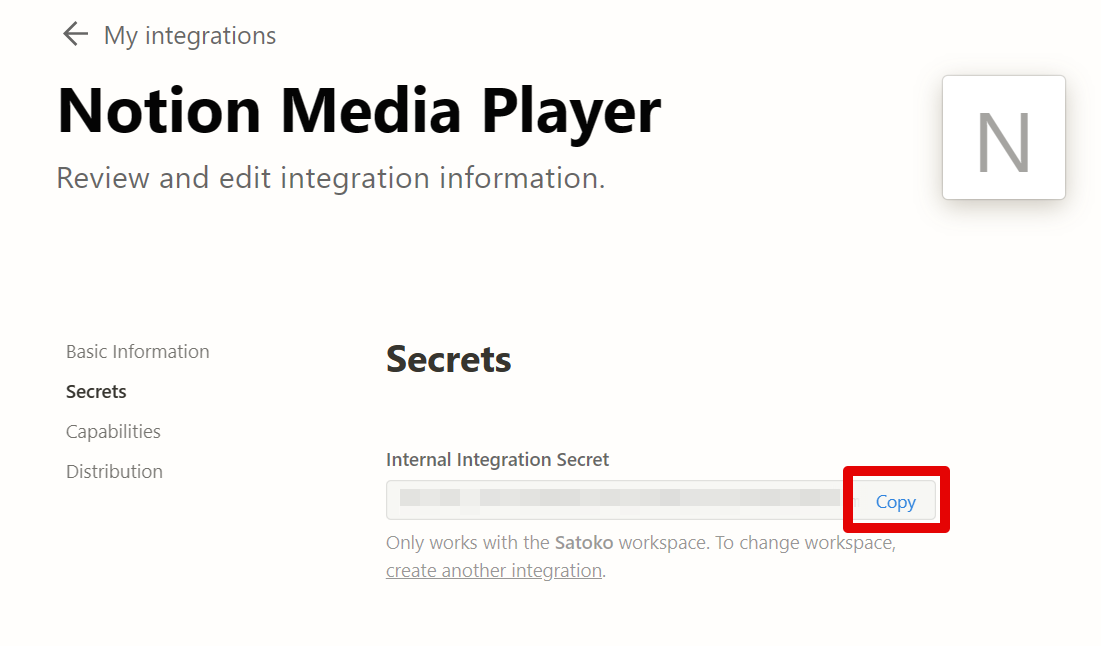 ← My integrations
Notion Media Player
Review and edit integration information.
N
Basic Information
Secrets
Capabilities
Distribution
Secrets
Internal Integration Secret
Copy
Only works with the Satoko workspace. To change workspace,
create another integration.